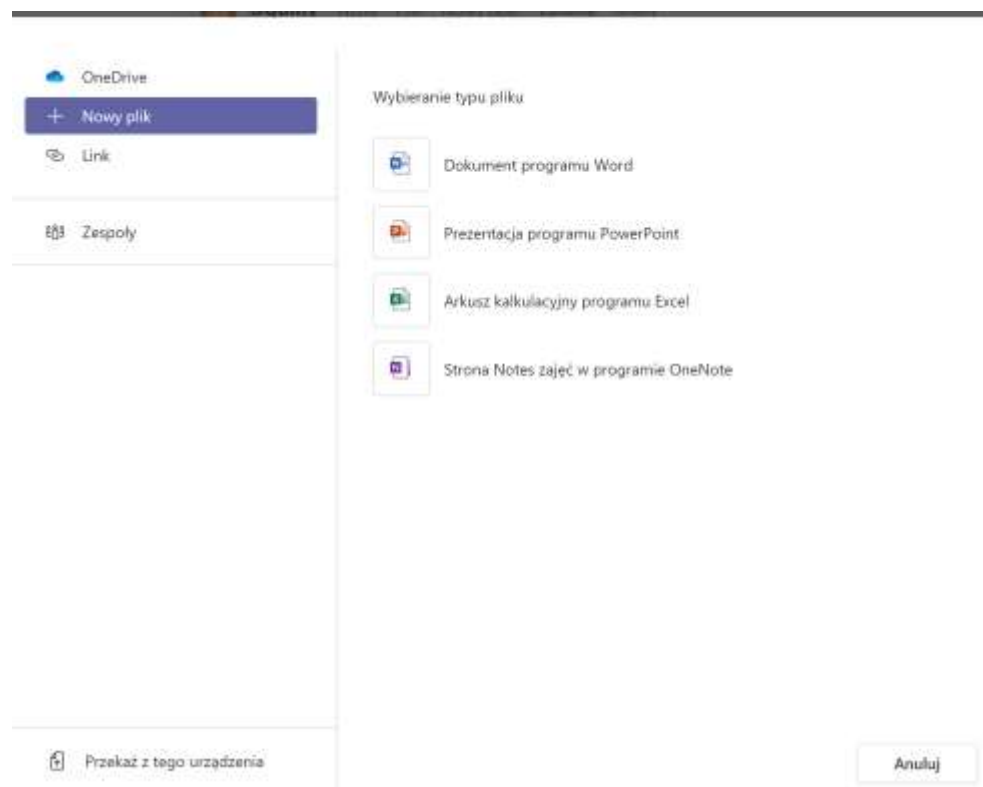 OneDrive
Nowy plik
Link
Zespoły
Przekaż z tego urządzenia
Wybieranie typu pliku
Dokument programu Word
Prezentacja programu PowerPoint
Arkusz kalkulacyjny programu Excel
Strona Notes zajęć w programie OneNote
Anuluj